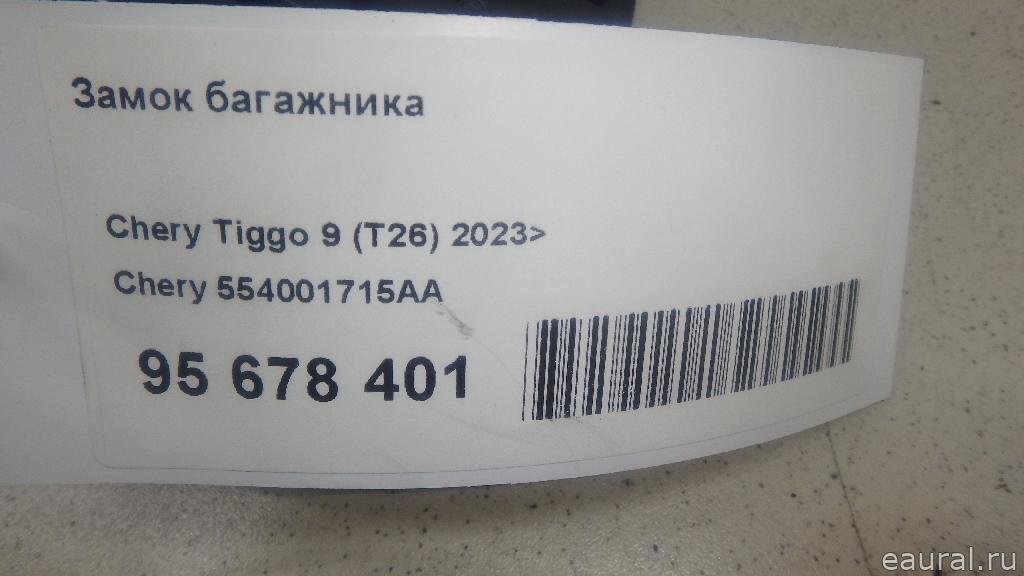 Замок багажника
Chery Tiggo 9 (T26) 2023>
Chery 554001715AA
95 678 401
eaural.ru